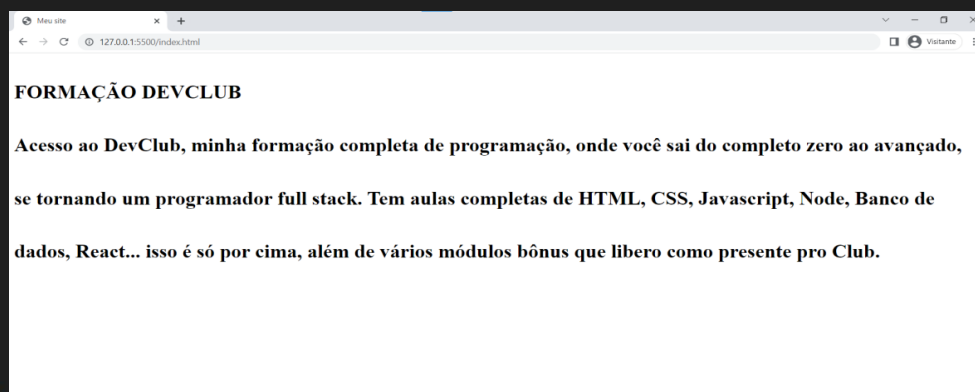 Meu site
127.0.0.1:5500/index.html
Visitante
FORMAÇÃO DEVCLUB
Acesso ao DevClub, minha formação completa de programação, onde você sai do completo zero ao avançado,
se tornando um programador full stack. Tem aulas completas de HTML, CSS, Javascript, Node, Banco de
dados, React... isso é só por cima, além de vários módulos bônus que libero como presente pro Club.